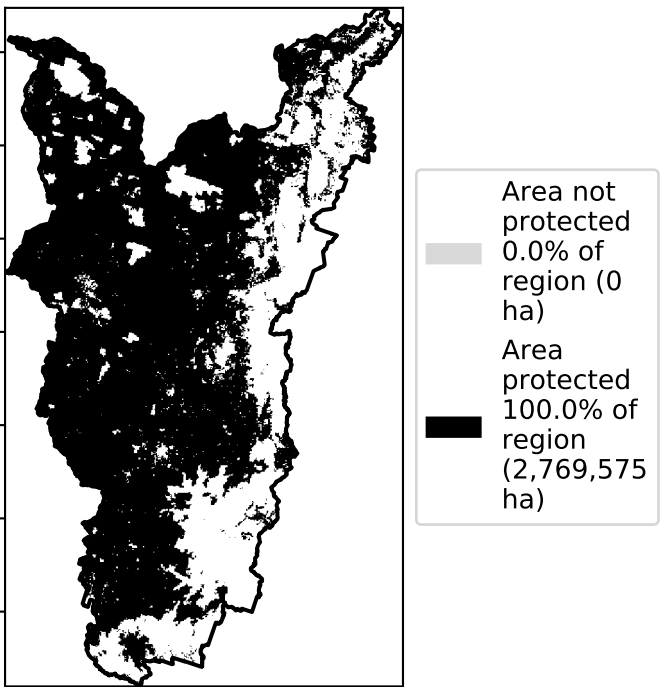 Area not
protected
0.0% of
region (0
ha)
Area
protected
100.0% of
region
(2,769,575
ha)